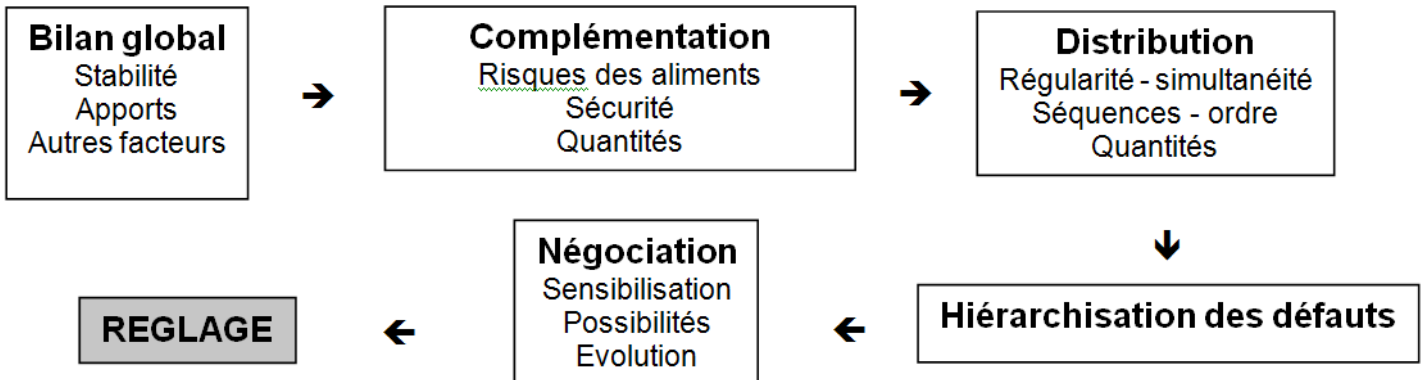 Bilan global
Stabilité
Apports
Autres facteurs
Complémentation
Risques des aliments
Sécurité
Quantités
Distribution
Régularité - simultanéité
Séquences - ordre
Quantités
Hiérarchisation des défauts
Négociation
Sensibilisation
Possibilités
Evolution
REGLAGE